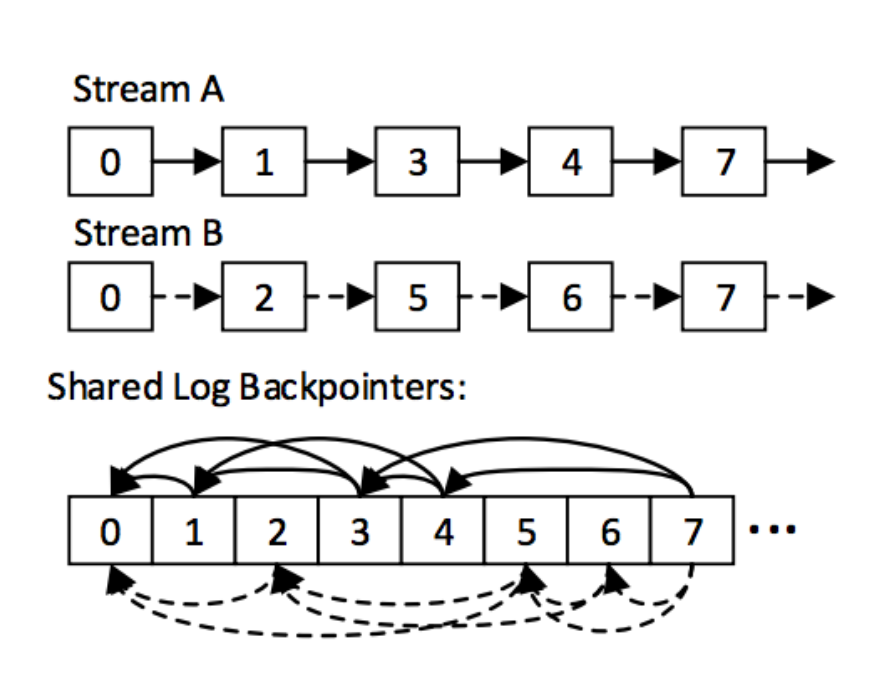 Stream A
0 1 3 4 7
Stream B
0 2 5 6 7
Shared Log Backpointers:
0 1 2 3 4 5 6 7 ...